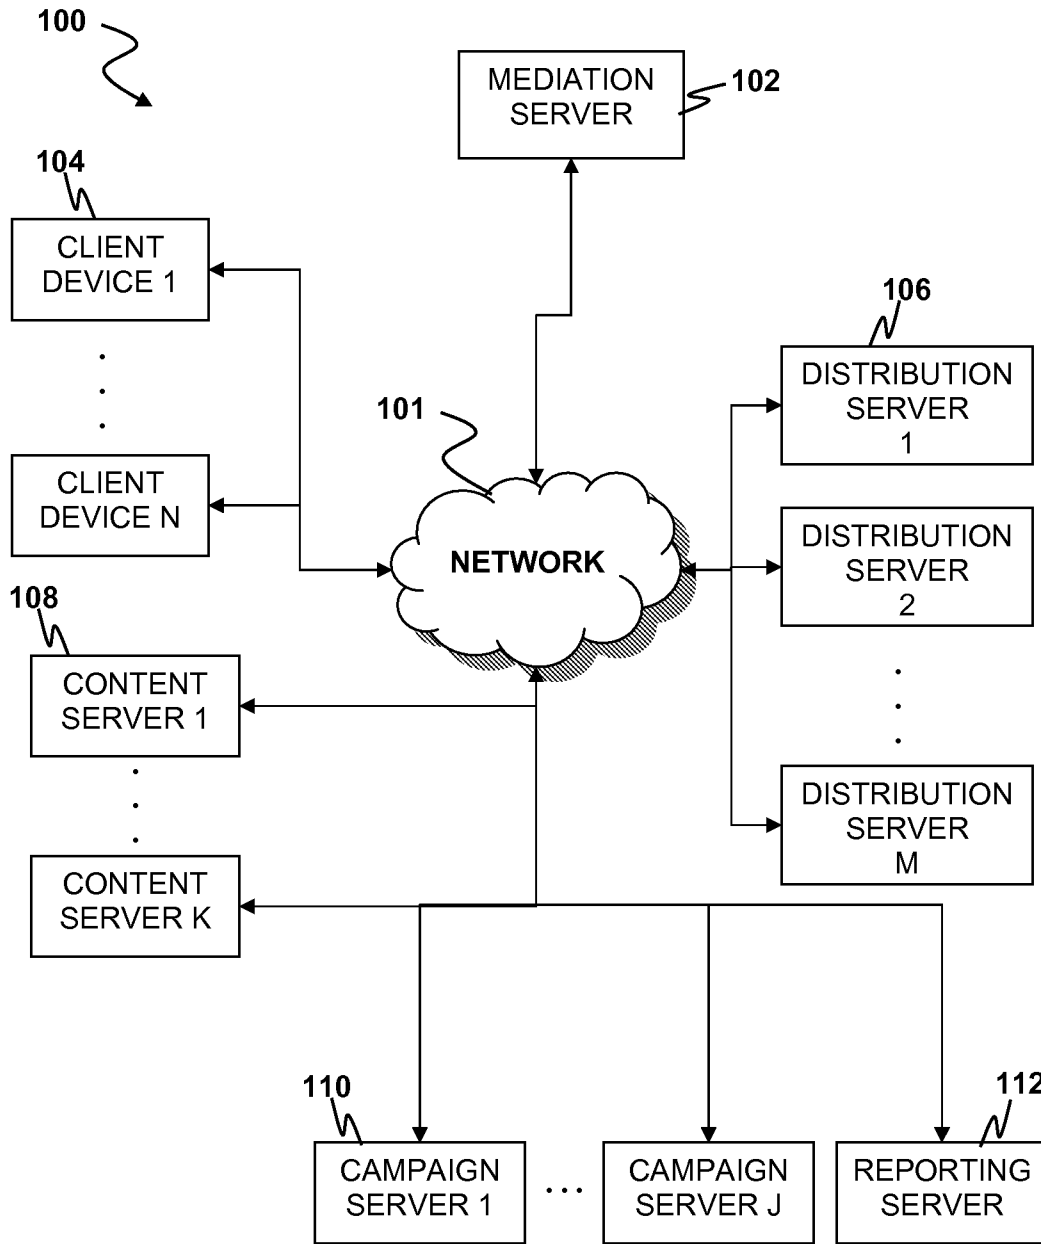 100
MEDIATION
SERVER
102
104
CLIENT
DEVICE 1
.
.
.
CLIENT
DEVICE N
106
DISTRIBUTION
SERVER
1
101
NETWORK
DISTRIBUTION
SERVER
2
.
.
.
DISTRIBUTION
SERVER
M
108
CONTENT
SERVER 1
.
.
.
CONTENT
SERVER K
110
CAMPAIGN
SERVER 1
...
CAMPAIGN
SERVER J
112
REPORTING
SERVER